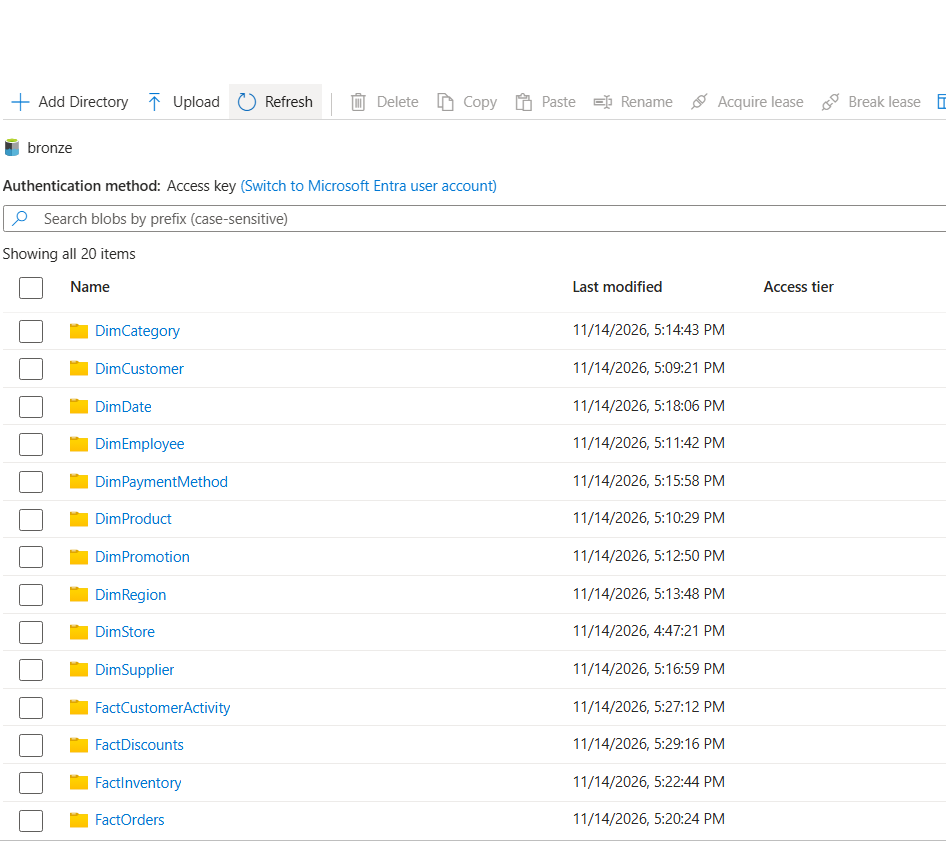 Add Directory Upload Refresh Delete Copy Paste Rename Acquire lease Break lease
bronze
Authentication method: Access key (Switch to Microsoft Entra user account)
Search blobs by prefix (case-sensitive)
Showing all 20 items
Name Last modified Access tier
DimCategory 11/14/2026, 5:14:43 PM
DimCustomer 11/14/2026, 5:09:21 PM
DimDate 11/14/2026, 5:18:06 PM
DimEmployee 11/14/2026, 5:11:42 PM
DimPaymentMethod 11/14/2026, 5:15:58 PM
DimProduct 11/14/2026, 5:10:29 PM
DimPromotion 11/14/2026, 5:12:50 PM
DimRegion 11/14/2026, 5:13:48 PM
DimStore 11/14/2026, 4:47:21 PM
DimSupplier 11/14/2026, 5:16:59 PM
FactCustomerActivity 11/14/2026, 5:27:12 PM
FactDiscounts 11/14/2026, 5:29:16 PM
FactInventory 11/14/2026, 5:22:44 PM
FactOrders 11/14/2026, 5:20:24 PM